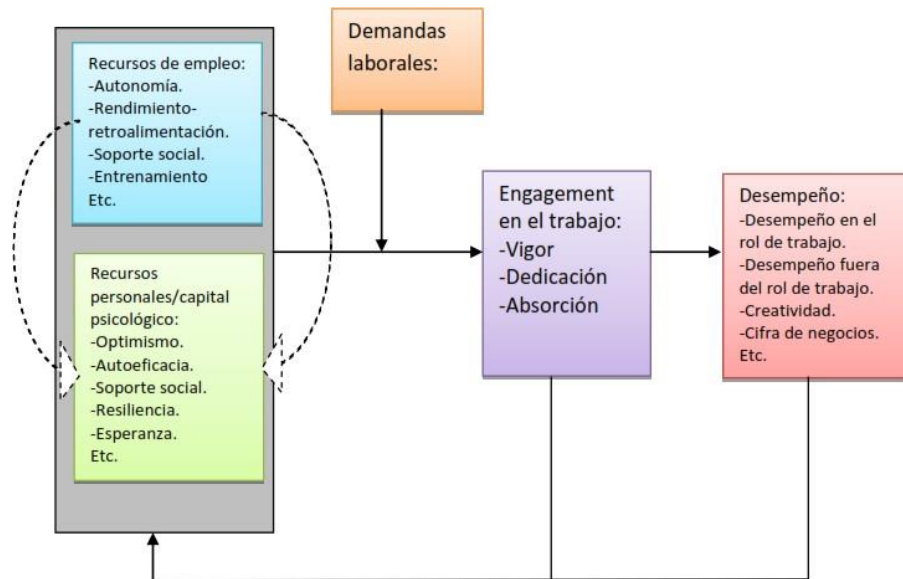 Recursos de empleo:
-Autonomía.
-Rendimiento-
retroalimentación.
-Soporte social.
-Entrenamiento
Etc.
Recursos
personales/capital
psicológico:
-Optimismo.
-Autoeficacia.
-Soporte social.
-Resiliencia.
-Esperanza.
Etc.
Demandas
laborales:
Engagement
en el trabajo:
-Vigor
-Dedicación
-Absorción
Desempeño:
-Desempeño en el
rol de trabajo.
-Desempeño fuera
del rol de trabajo.
-Creatividad.
-Cifra de negocios.
Etc.